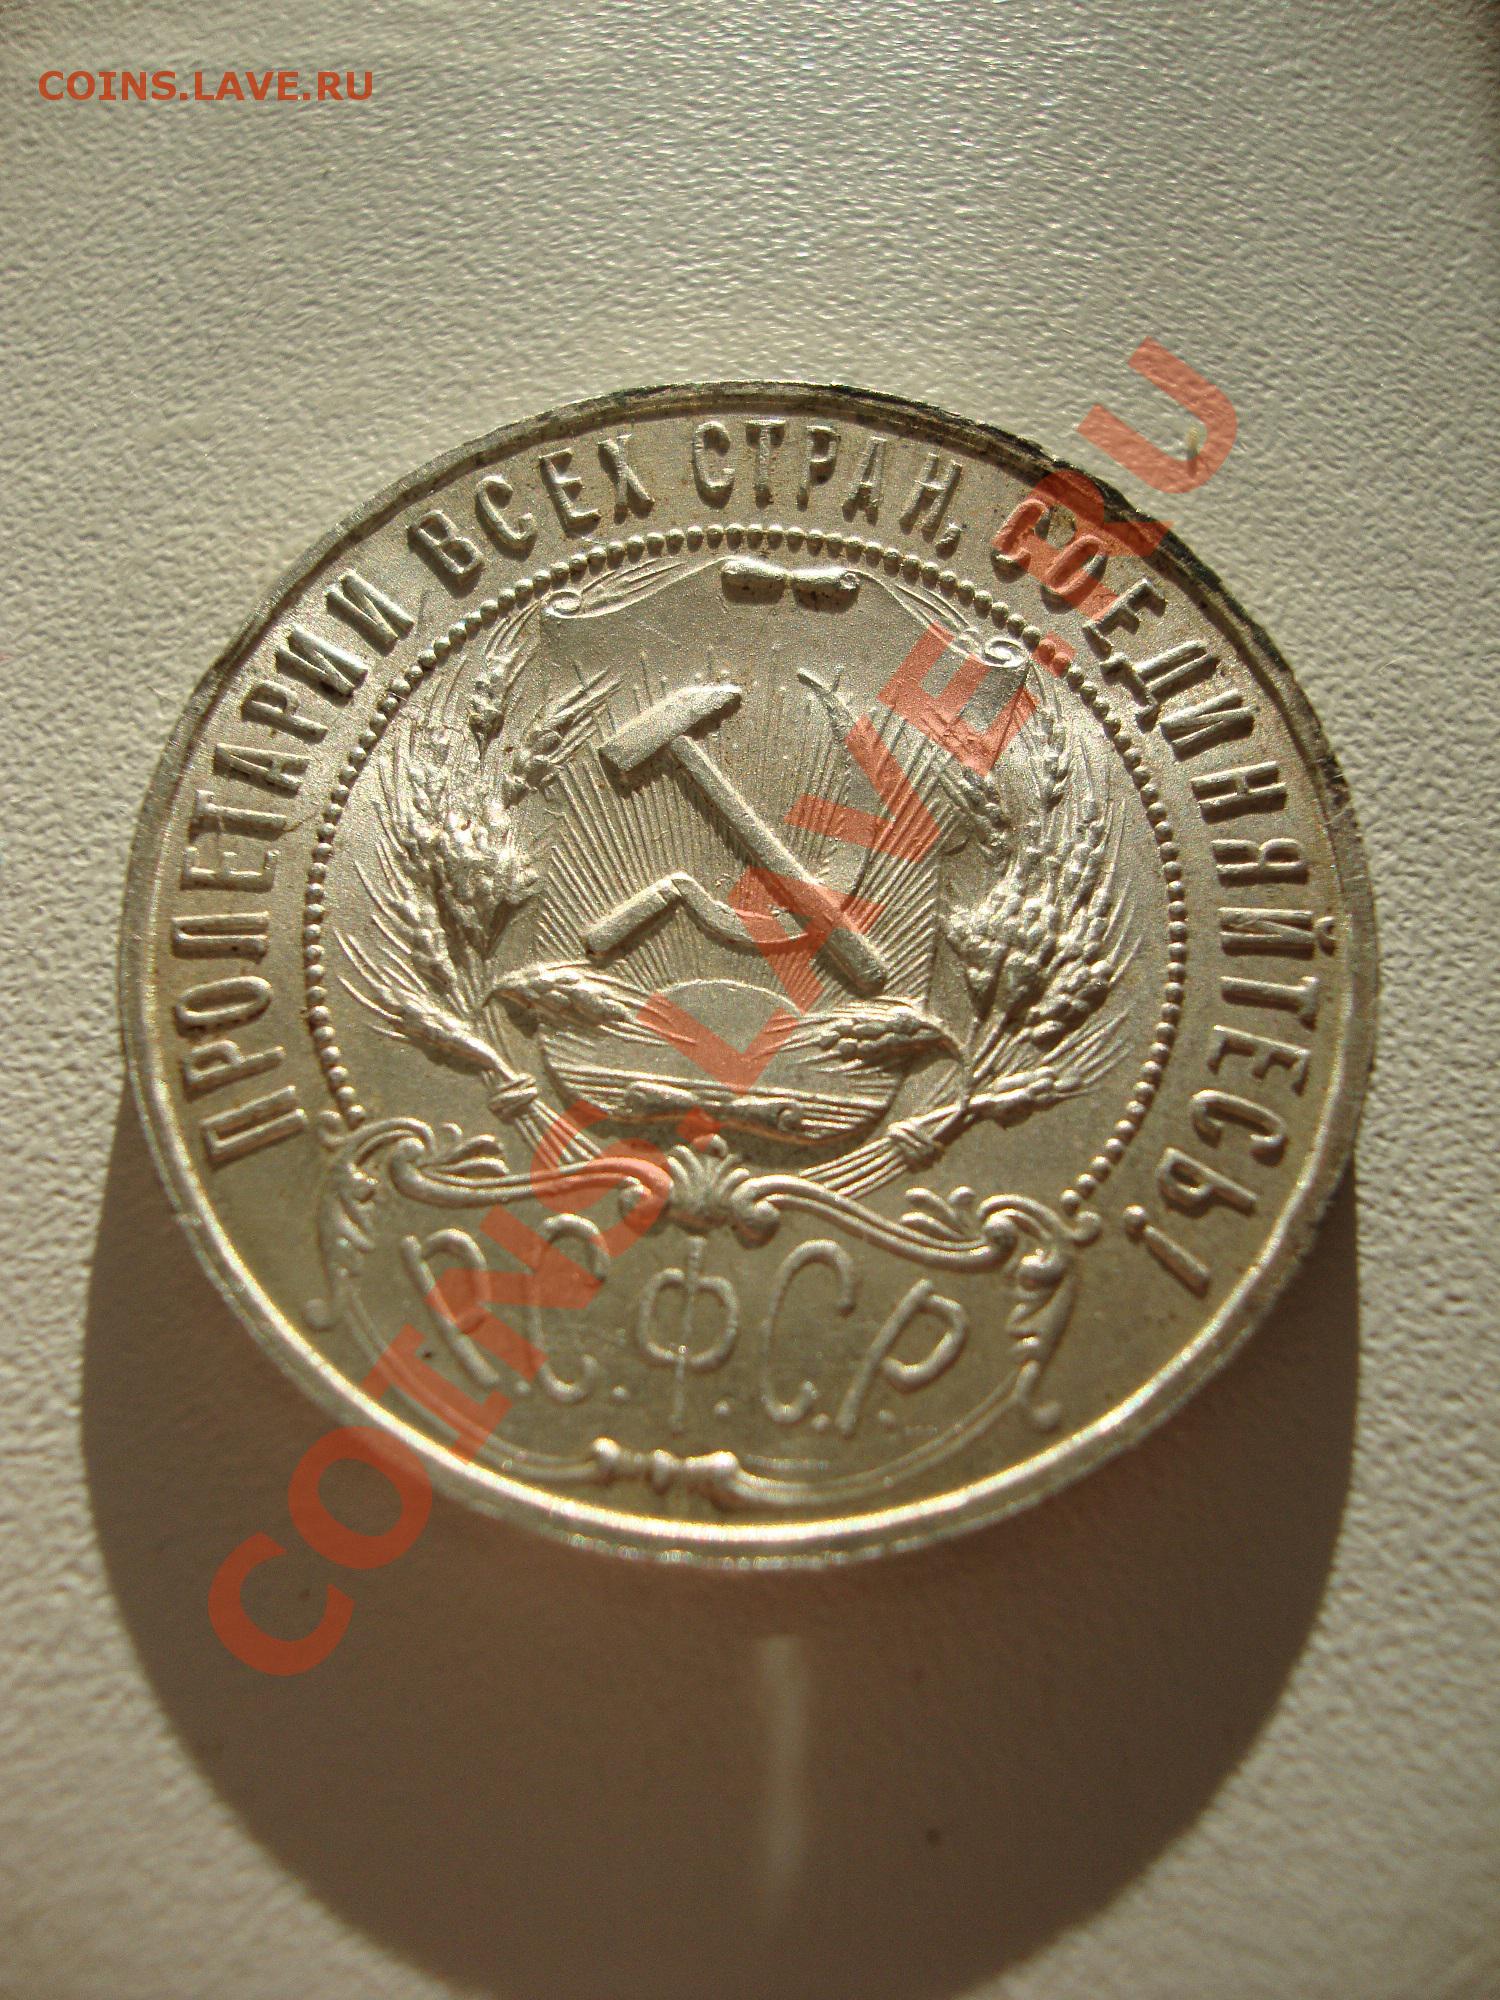 COINS.LAVE.RU
ПРОЛЕТАРИИ ВСЕХ СТРАН, СОЕДИНЯЙТЕСЬ!
Р.С.Ф.С.Р.
COINS.LAVE.RU